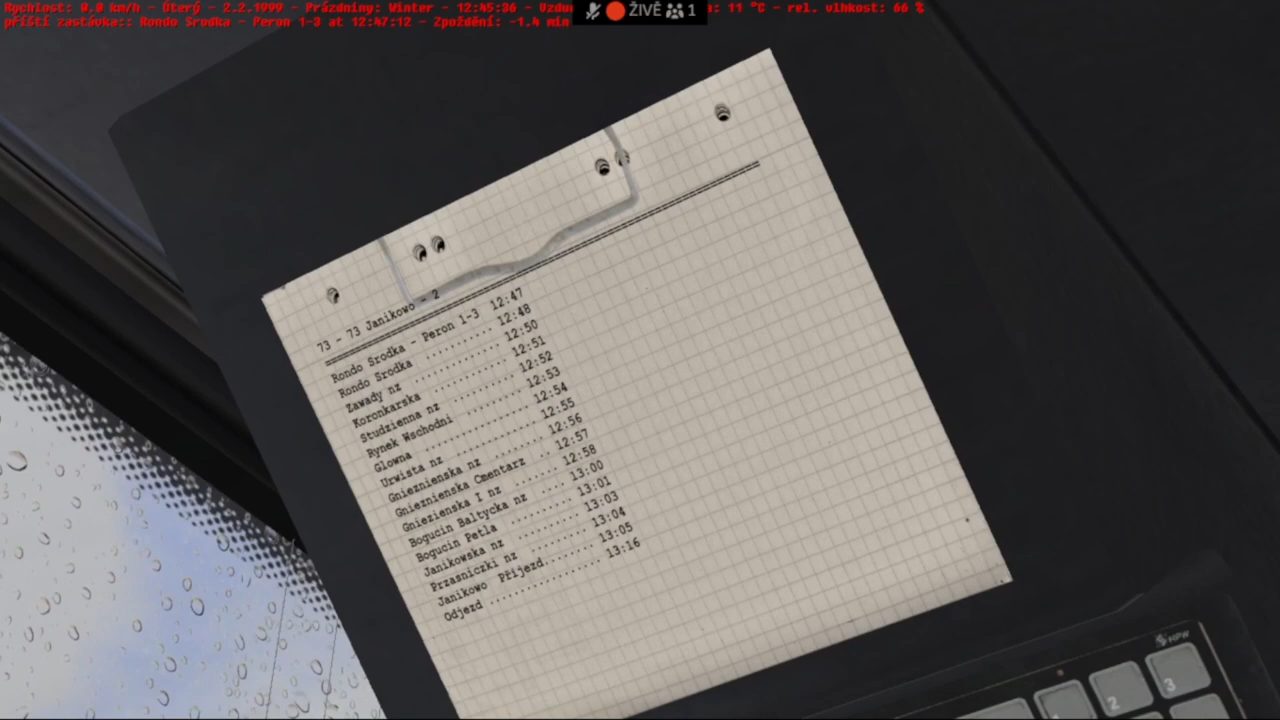 Rychlost: 0.0 km/h - Úterý - 2.2.1999 - Prázdniny: Winter - 12:45:36 - Vzdu
ŽIVĚ 1
: 11 °C - rel. vlhkost: 66 %
příští zastávka:: Rondo Srodka - Peron 1-3 at 12:47:12 - Zpoždění: -1.4 min
73 - 73 Janikowo - 2
Rondo Srodka - Peron 1-3 12:47
Rondo Srodka .......... 12:48
Zawady nz ............. 12:50
Koronkarska ........... 12:51
Studzienna nz ......... 12:52
Rynek Wschodni ........ 12:53
Glowna ................ 12:54
Urwista nz ............ 12:55
Gnieznienska nz ....... 12:56
Gnieznienska Cmentarz . 12:57
Gniezienska I nz ...... 12:58
Bogucin Baltycka nz ... 13:00
Bogucin Petla ......... 13:01
Janikowska nz ......... 13:03
Przasniczki nz ........ 13:04
Janikowo Příjezd....... 13:05
Odjezd ................ 13:16
HPW
1 2 3